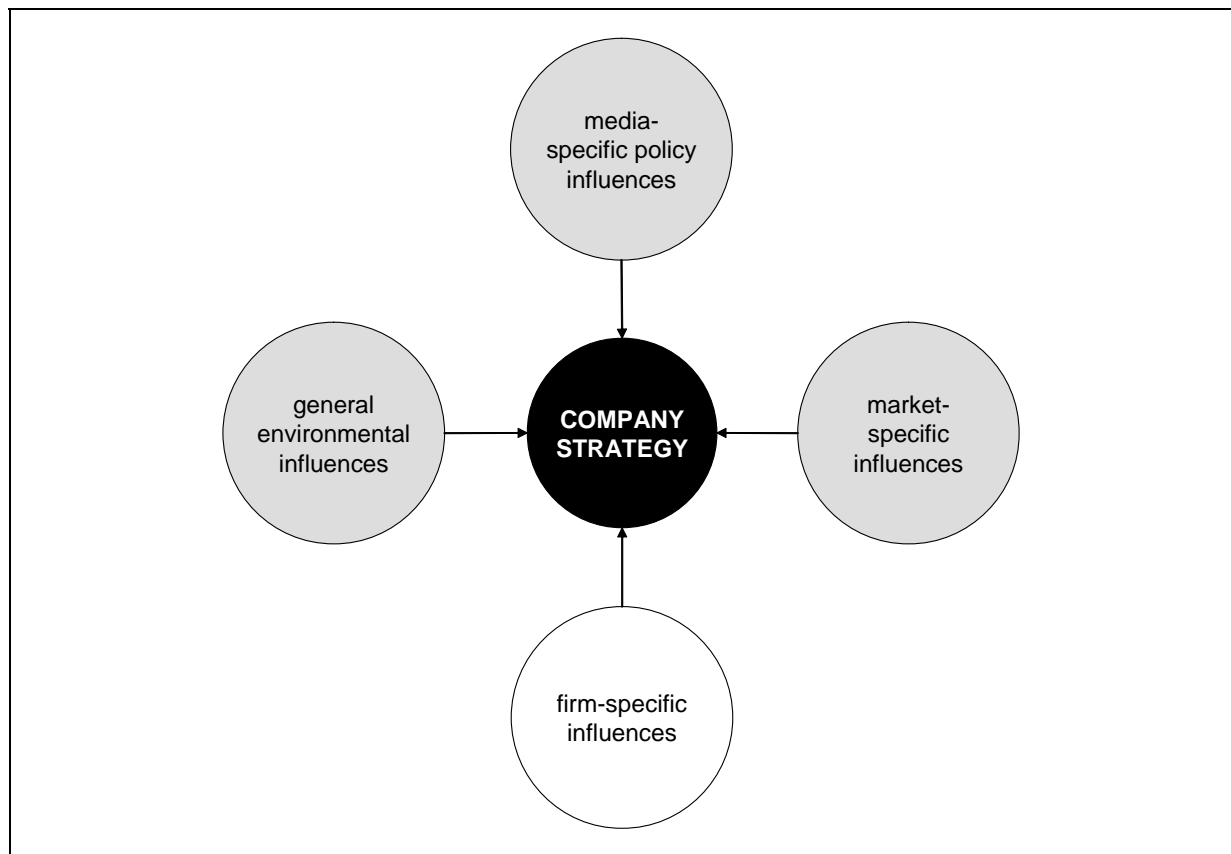 media-
specific policy
influences
general
environmental
influences
COMPANY
STRATEGY
market-
specific
influences
firm-specific
influences